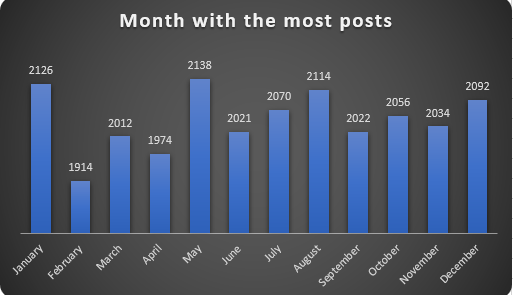 Month with the most posts
2126
1914
2012
1974
2138
2021
2070
2114
2022
2056
2034
2092
January
February
March
April
May
June
July
August
September
October
November
December